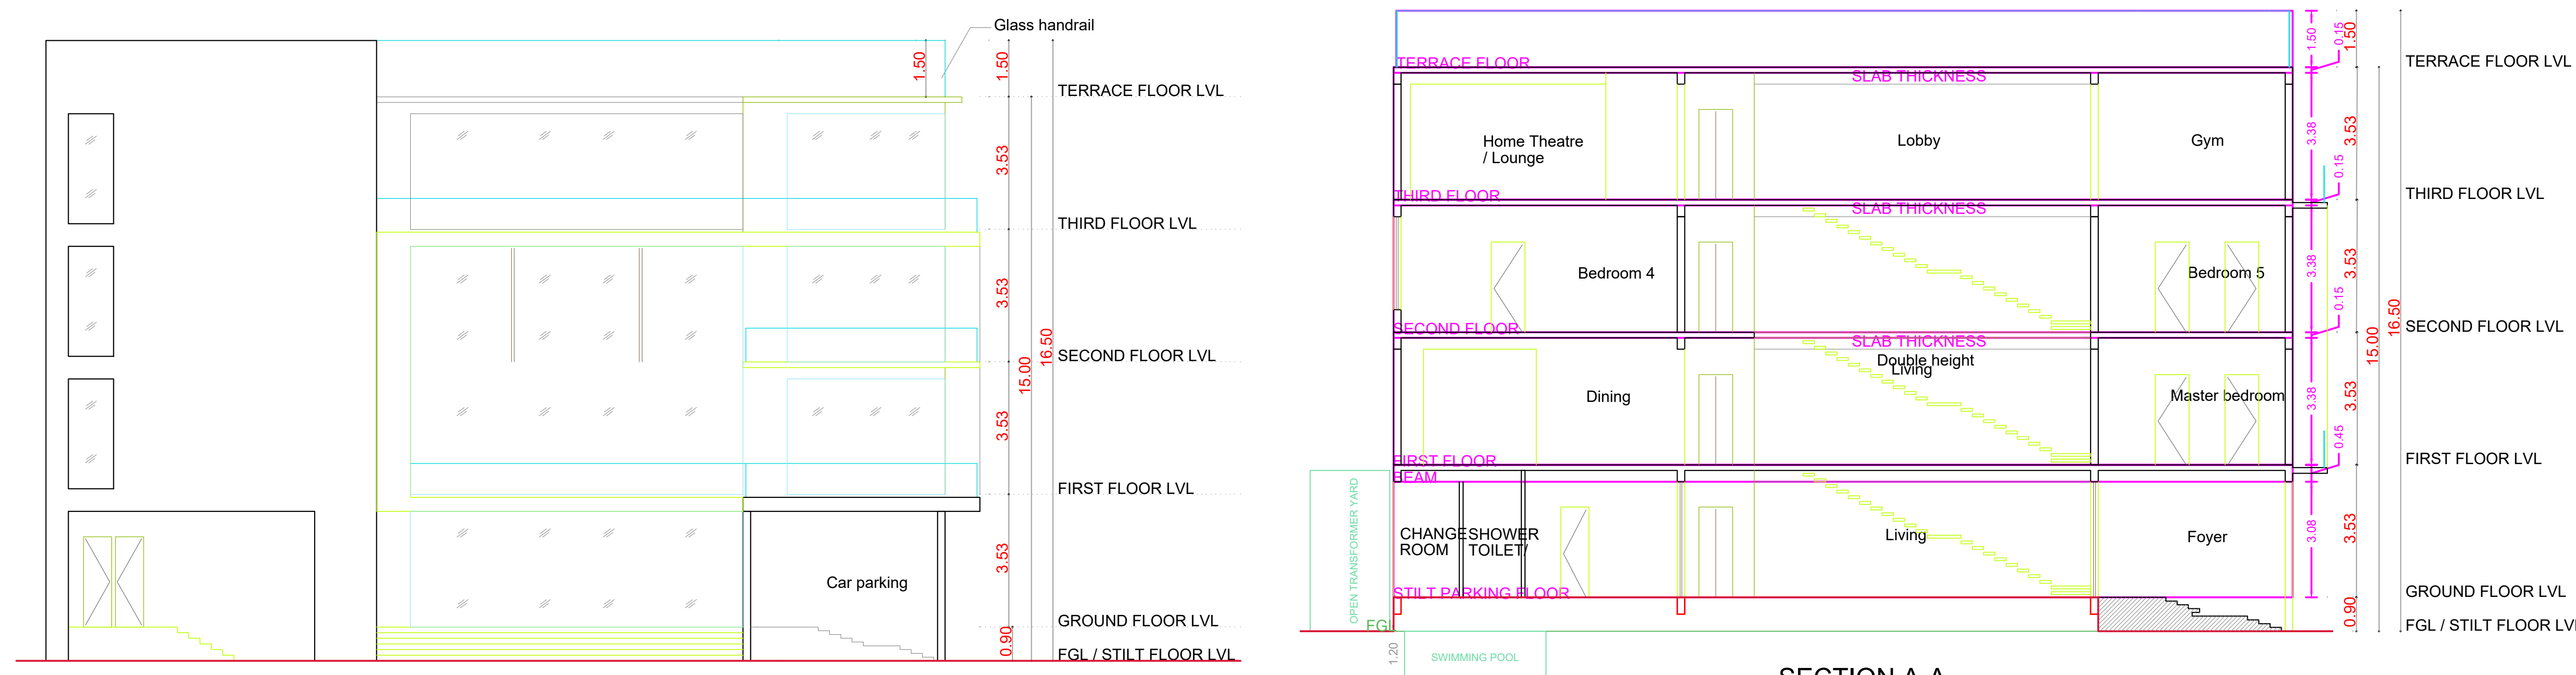 Glass handrail
1.50
1.50
TERRACE FLOOR LVL
3.53
THIRD FLOOR LVL
3.53
16.50
15.00
SECOND FLOOR LVL
3.53
FIRST FLOOR LVL
3.53
Car parking
GROUND FLOOR LVL
0.90
FGL / STILT FLOOR LVL
1.50
0.15
1.50
TERRACE FLOOR
TERRACE FLOOR LVL
SLAB THICKNESS
Home Theatre
/ Lounge
Lobby
Gym
3.38
3.53
0.15
THIRD FLOOR
THIRD FLOOR LVL
SLAB THICKNESS
Bedroom 4
Bedroom 5
3.38
3.53
0.15
16.50
15.00
SECOND FLOOR
SECOND FLOOR LVL
SLAB THICKNESS
Double height
Living
Dining
Master bedroom
3.38
3.53
0.45
FIRST FLOOR
FIRST FLOOR LVL
BEAM
OPEN TRANSFORMER YARD
CHANGE
ROOM
SHOWER
TOILET/
Living
Foyer
3.08
3.53
STILT PARKING FLOOR
GROUND FLOOR LVL
0.90
FGL
FGL / STILT FLOOR LV
1.20
SWIMMING POOL
SECTION A-A